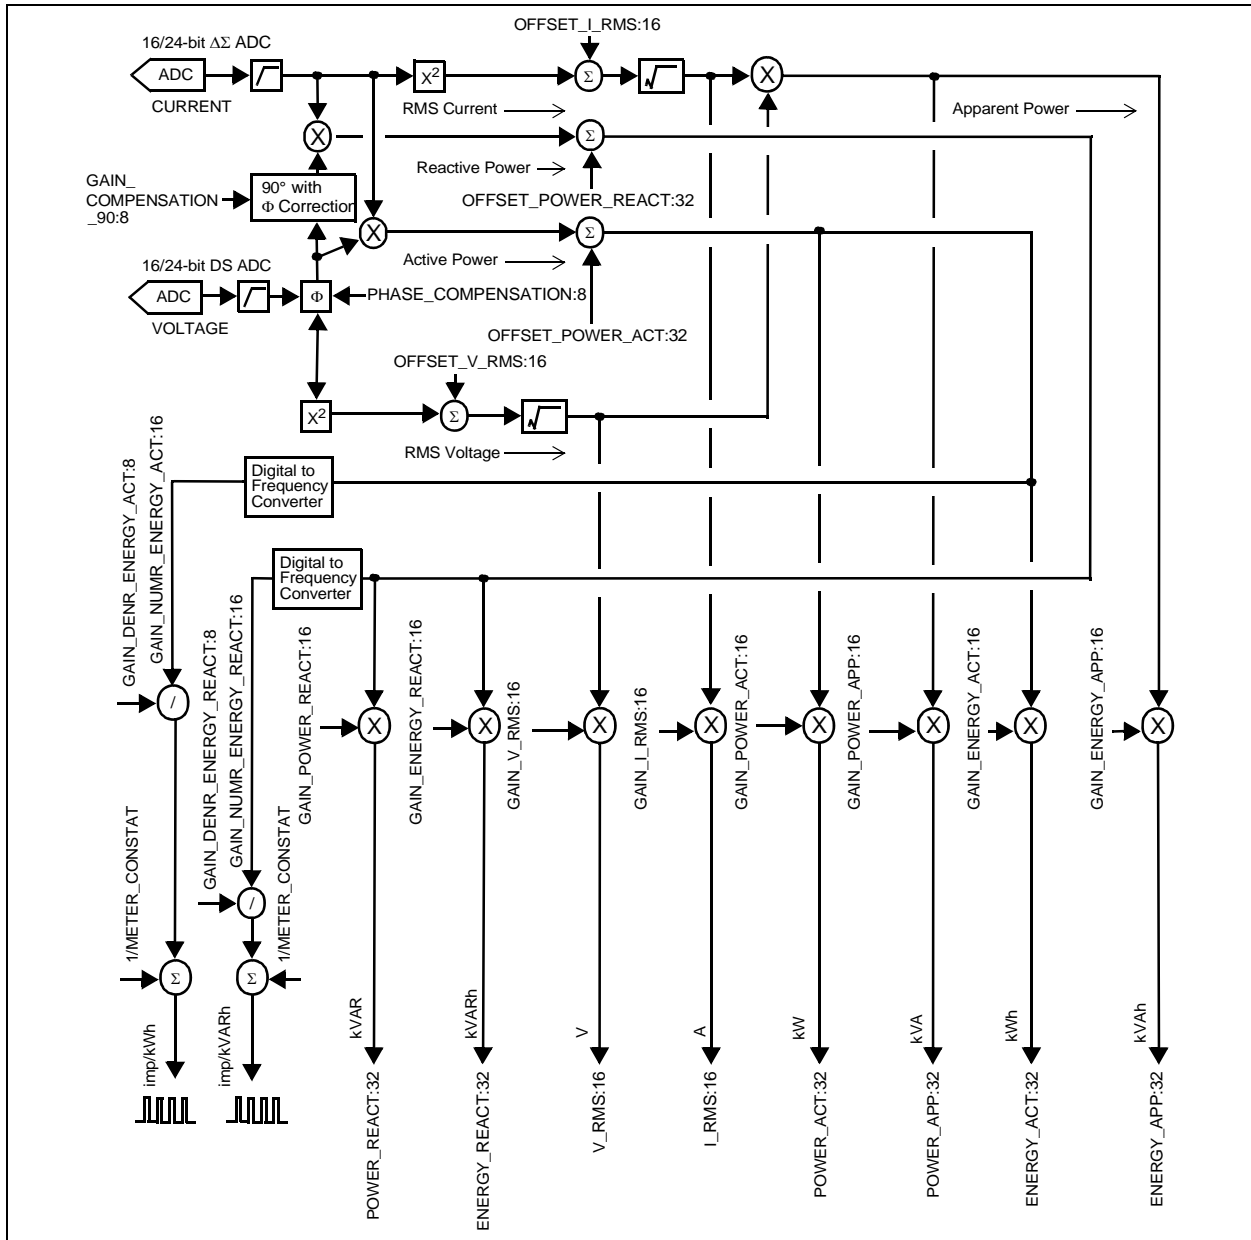 OFFSET_I_RMS:16
16/24-bit ΔΣ ADC
ADC
X²
Σ
X
CURRENT
RMS Current
Apparent Power
X
Σ
Reactive Power
GAIN_
COMPENSATION
_90:8
90° with
Φ Correction
OFFSET_POWER_REACT:32
X
Σ
Active Power
16/24-bit DS ADC
ADC
Φ
PHASE_COMPENSATION:8
VOLTAGE
OFFSET_POWER_ACT:32
OFFSET_V_RMS:16
X²
Σ
RMS Voltage
Digital to
Frequency
Converter
GAIN_DENR_ENERGY_ACT:8
GAIN_NUMR_ENERGY_ACT:16
Digital to
Frequency
Converter
GAIN_DENR_ENERGY_REACT:8
GAIN_NUMR_ENERGY_REACT:16
GAIN_POWER_REACT:16
GAIN_ENERGY_REACT:16
GAIN_V_RMS:16
GAIN_I_RMS:16
GAIN_POWER_ACT:16
GAIN_POWER_APP:16
GAIN_ENERGY_ACT:16
GAIN_ENERGY_APP:16
/
X
X
X
X
X
X
X
X
/
1/METER_CONSTAT
1/METER_CONSTAT
Σ
Σ
imp/kWh
imp/kVARh
kVAR
kVARh
V
A
kW
kVA
kWh
kVAh
POWER_REACT:32
ENERGY_REACT:32
V_RMS:16
I_RMS:16
POWER_ACT:32
POWER_APP:32
ENERGY_ACT:32
ENERGY_APP:32